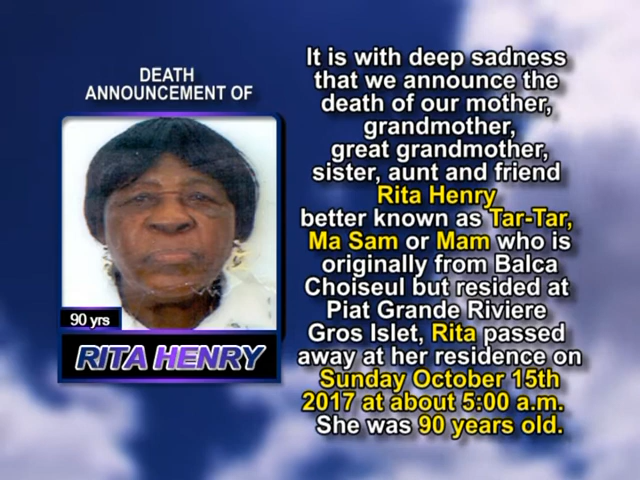 DEATH
ANNOUNCEMENT OF
90 yrs
RITA HENRY
It is with deep sadness
that we announce the
death of our mother,
grandmother,
great grandmother,
sister, aunt and friend
Rita Henry
better known as Tar-Tar,
Ma Sam or Mam who is
originally from Balca
Choiseul but resided at
Piat Grande Riviere
Gros Islet, Rita passed
away at her residence on
Sunday October 15th
2017 at about 5:00 a.m.
She was 90 years old.